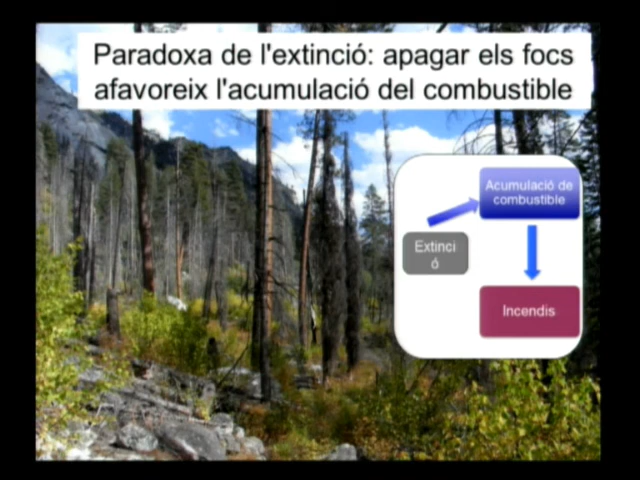 Paradoxa de l'extinció: apagar els focs
afavoreix l'acumulació del combustible
Acumulació de
combustible
Extinci
ó
Incendis